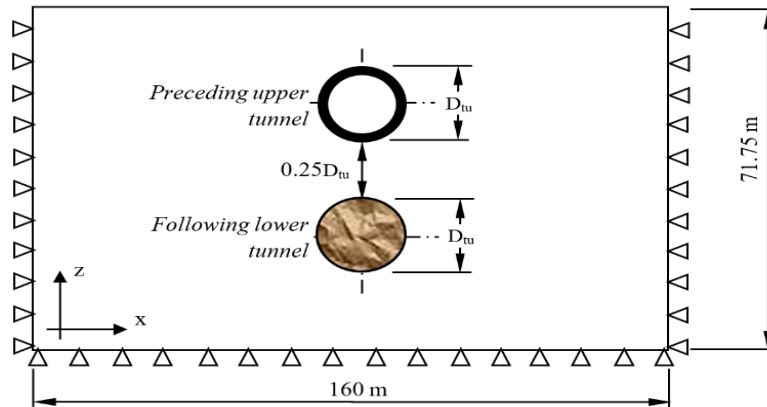 Preceding upper
tunnel
D_tu
0.25D_tu
Following lower
tunnel
D_tu
z
x
71.75 m
160 m